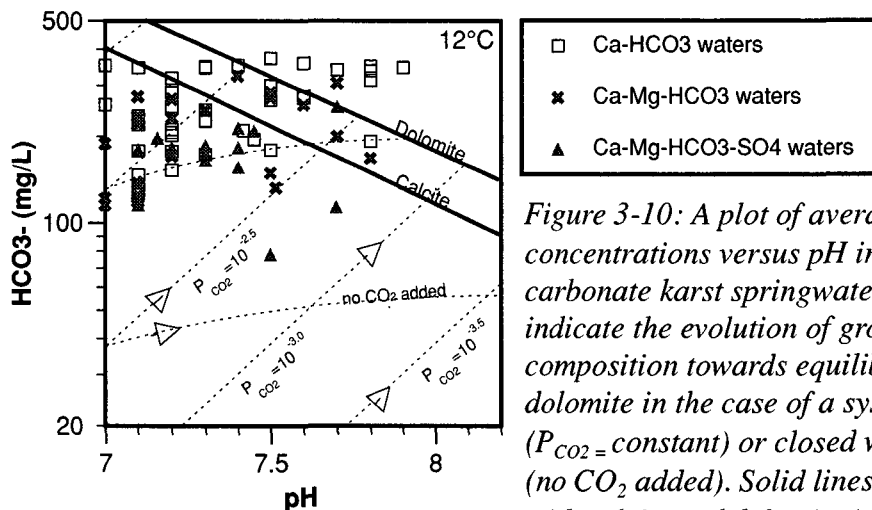 500
12°C
Dolomite
Calcite
100
HCO3- (mg/L)
P CO2 =10 -2.5
no CO2 added
P CO2 =10 -3.0
P CO2 =10 -3.5
20
7
7.5
8
pH
Ca-HCO3 waters
Ca-Mg-HCO3 waters
Ca-Mg-HCO3-SO4 waters
Figure 3-10: A plot of avera
concentrations versus pH in
carbonate karst springwate
indicate the evolution of gro
composition towards equilib
dolomite in the case of a sys
(PCO2 = constant) or closed w
(no CO2 added). Solid lines